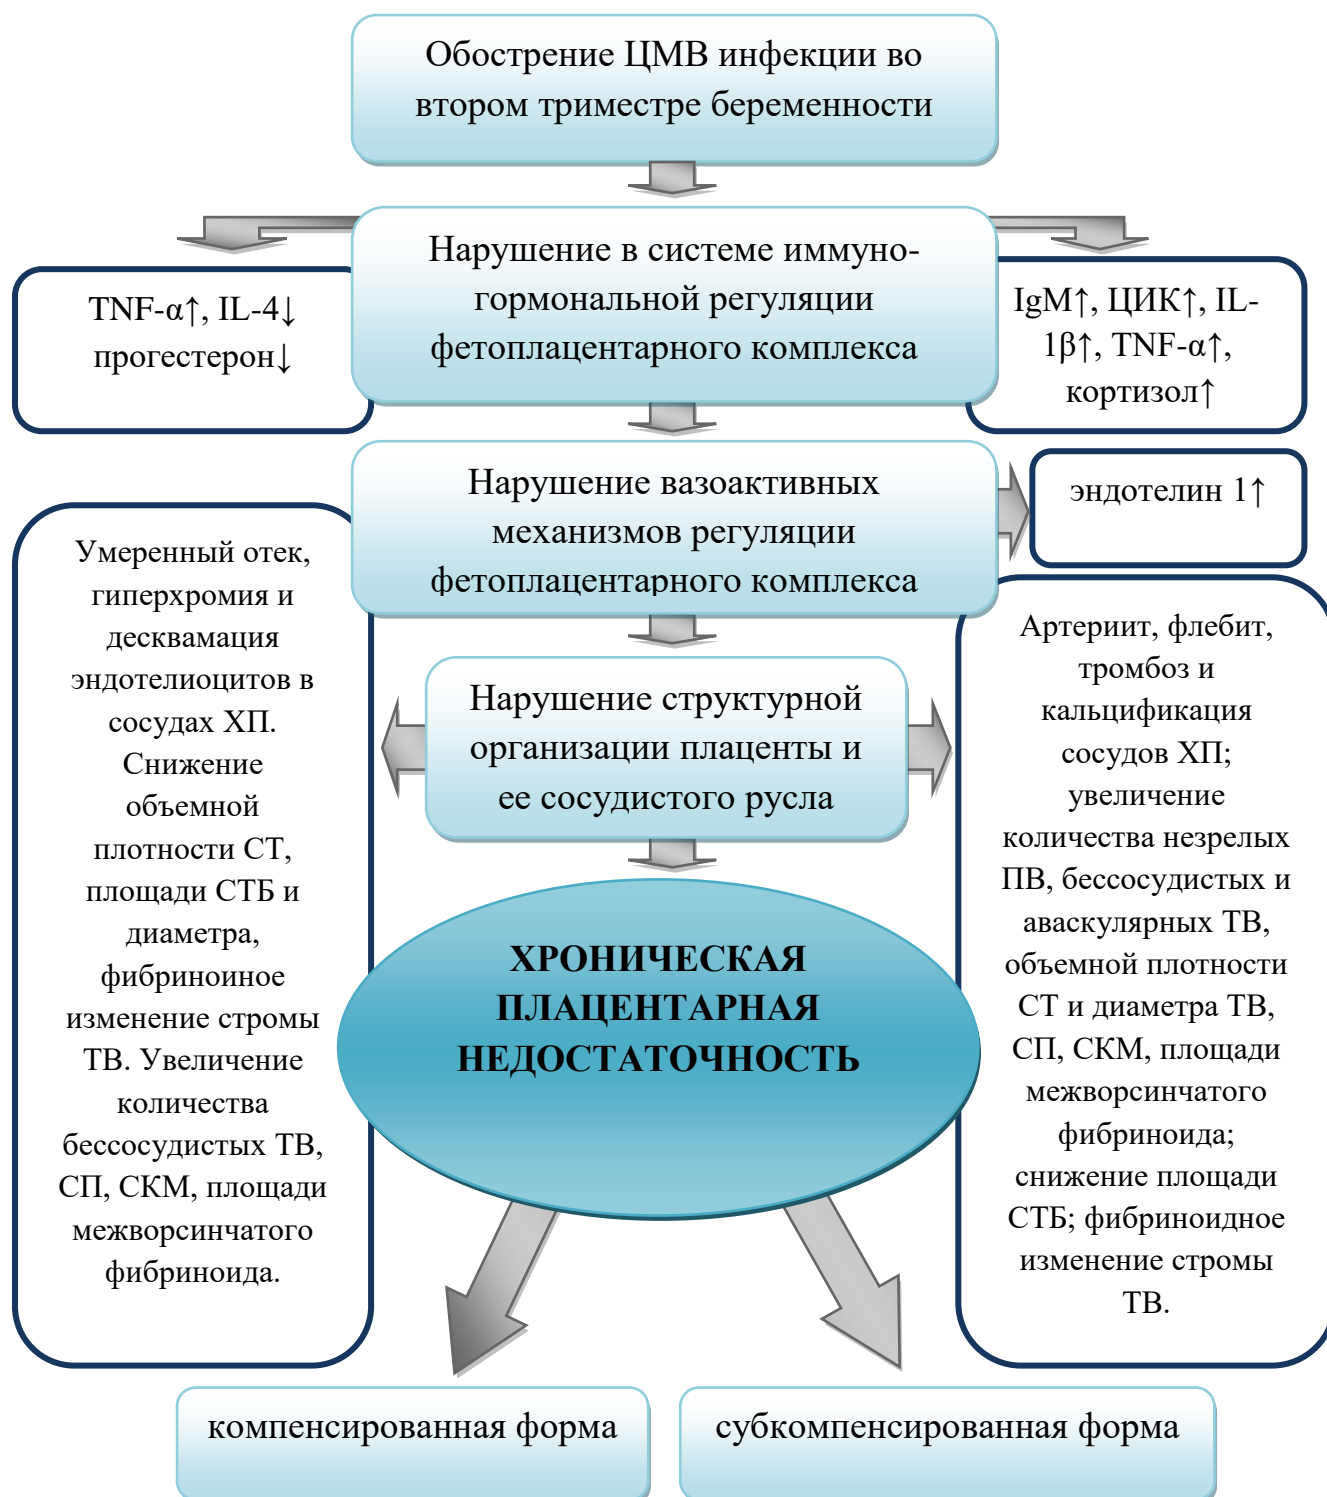 Обострение ЦМВ инфекции во
втором триместре беременности
Нарушение в системе иммуно-
гормональной регуляции
фетоплацентарного комплекса
TNF-α↑, IL-4↓
прогестерон↓
IgM↑, ЦИК↑, IL-
1β↑, TNF-α↑,
кортизол↑
Нарушение вазоактивных
механизмов регуляции
фетоплацентарного комплекса
эндотелин 1↑
Умеренный отек,
гиперхромия и
десквамация
эндотелиоцитов в
сосудах ХП.
Снижение
объемной
плотности СТ,
площади СТБ и
диаметра,
фибриноиное
изменение стромы
ТВ. Увеличение
количества
бессосудистых ТВ,
СП, СКМ, площади
межворсинчатого
фибриноида.
Нарушение структурной
организации плаценты и
ее сосудистого русла
Артериит, флебит,
тромбоз и
кальцификация
сосудов ХП;
увеличение
количества незрелых
ПВ, бессосудистых и
аваскулярных ТВ,
объемной плотности
СТ и диаметра ТВ,
СП, СКМ, площади
межворсинчатого
фибриноида;
снижение площади
СТБ; фибриноидное
изменение стромы
ТВ.
ХРОНИЧЕСКАЯ
ПЛАЦЕНТАРНАЯ
НЕДОСТАТОЧНОСТЬ
компенсированная форма
субкомпенсированная форма